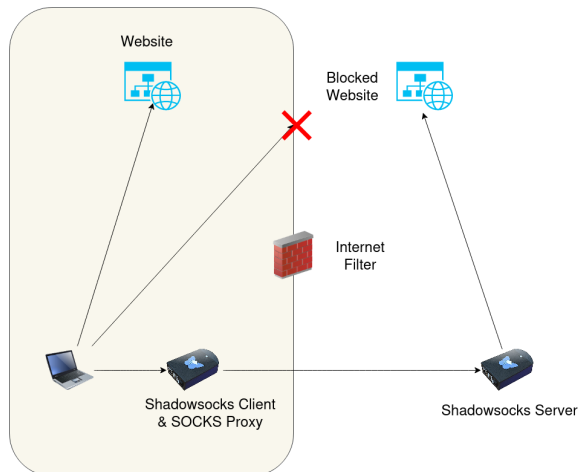 Website
Blocked
Website
Internet
Filter
Shadowsocks Client
& SOCKS Proxy
Shadowsocks Server